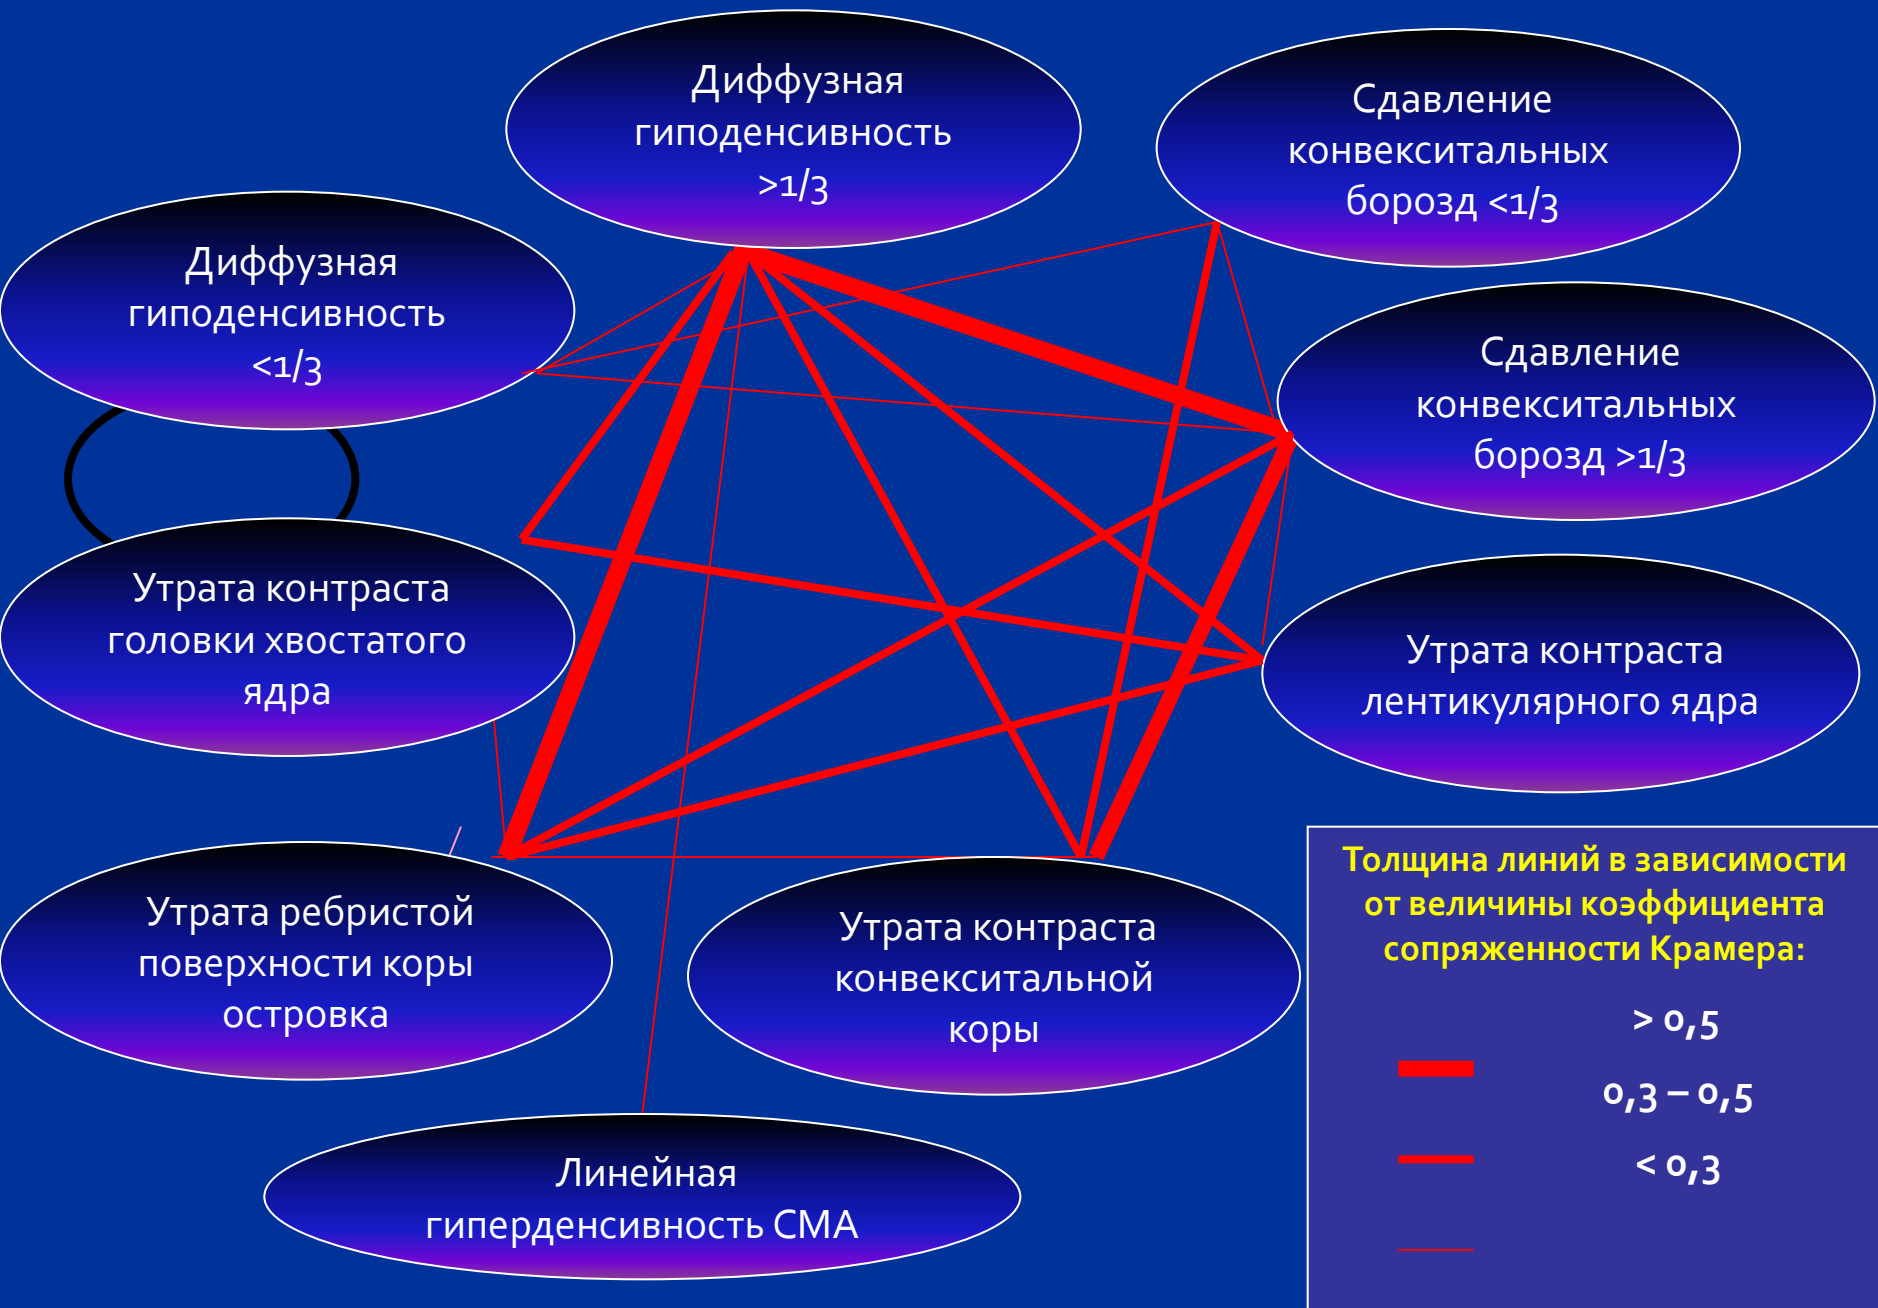 Диффузная
гиподенсивность
>1/3
Сдавление
конвекситальных
борозд <1/3
Диффузная
гиподенсивность
<1/3
Сдавление
конвекситальных
борозд >1/3
Утрата контраста
головки хвостатого
ядра
Утрата контраста
лентикулярного ядра
Утрата ребристой
поверхности коры
островка
Утрата контраста
конвекситальной
коры
Линейная
гиперденсивность СМА
Толщина линий в зависимости
от величины коэффициента
сопряженности Крамера:
> 0,5
0,3 – 0,5
< 0,3